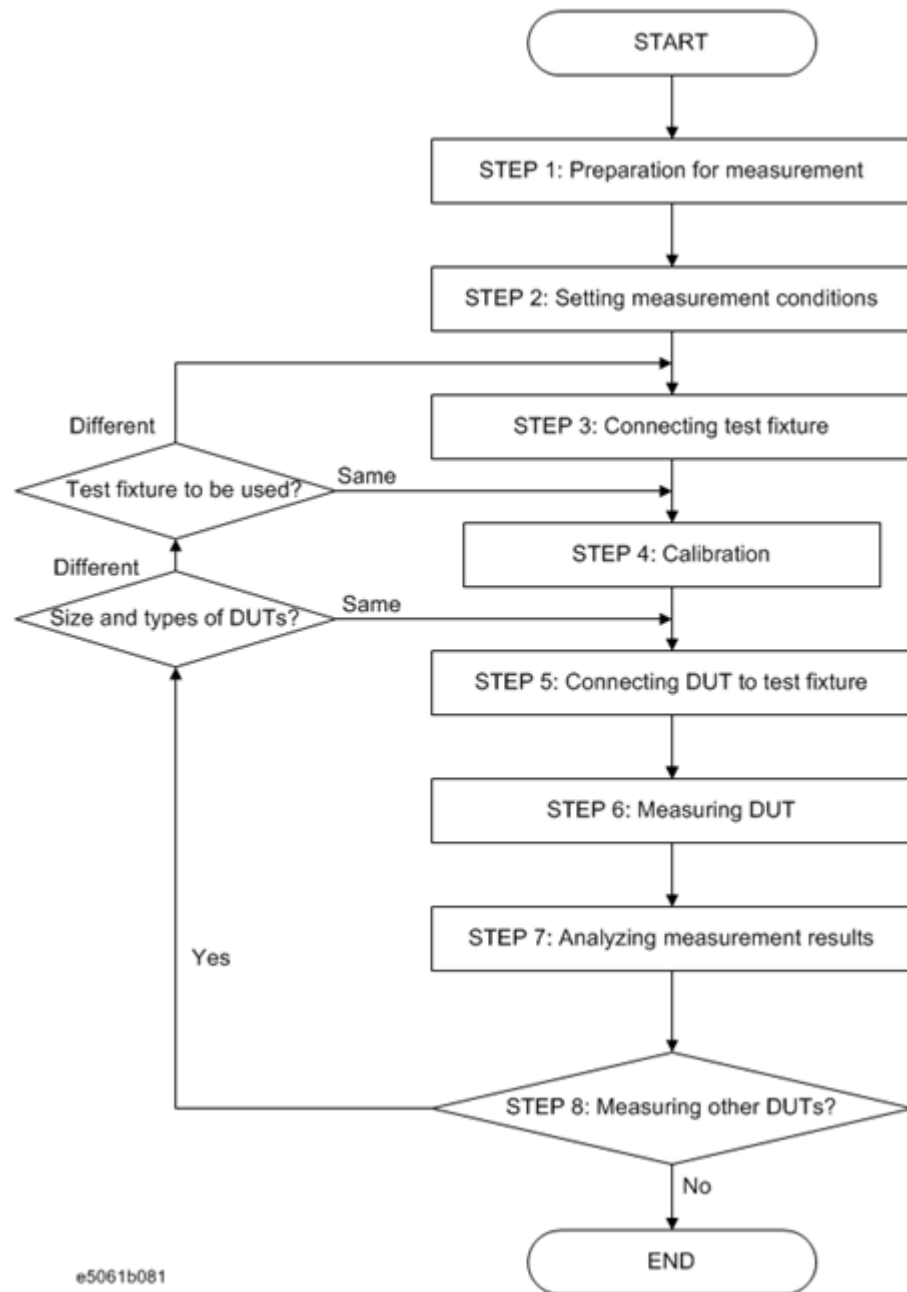 START
STEP 1: Preparation for measurement
STEP 2: Setting measurement conditions
Different
STEP 3: Connecting test fixture
Test fixture to be used?
Same
STEP 4: Calibration
Different
Size and types of DUTs?
Same
STEP 5: Connecting DUT to test fixture
STEP 6: Measuring DUT
STEP 7: Analyzing measurement results
Yes
STEP 8: Measuring other DUTs?
No
END
e5061b081